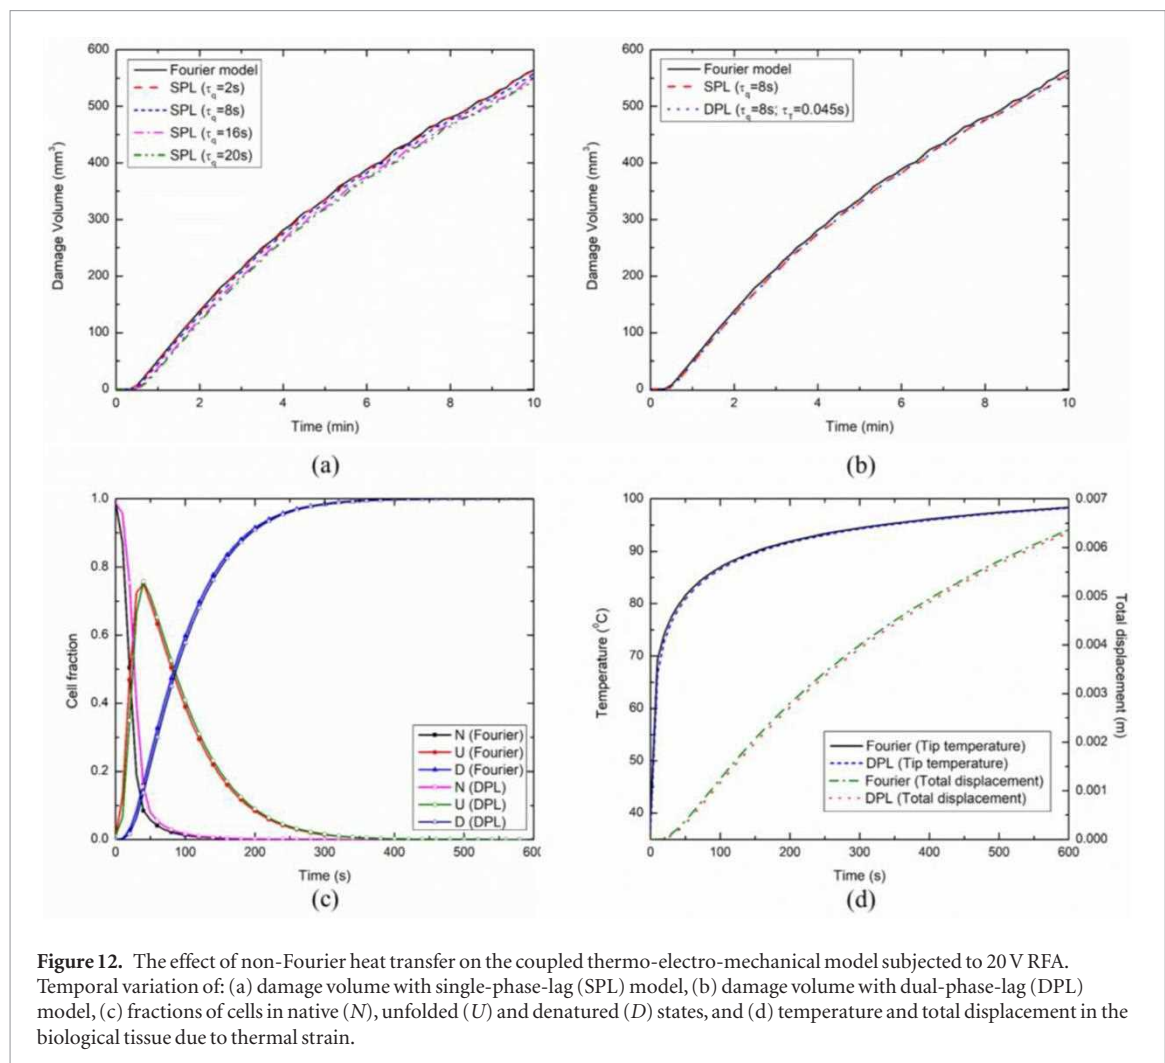 600
500
400
300
200
100
0
Damage Volume (mm³)
Fourier model
SPL (τq=2s)
SPL (τq=8s)
SPL (τq=16s)
SPL (τq=20s)
0 2 4 6 8 10
Time (min)
(a)
600
500
400
300
200
100
0
Damage Volume (mm³)
Fourier model
SPL (τq=8s)
DPL (τq=8s; τT=0.045s)
0 2 4 6 8 10
Time (min)
(b)
1.0
0.8
0.6
0.4
0.2
0.0
Cell fraction
N (Fourier)
U (Fourier)
D (Fourier)
N (DPL)
U (DPL)
D (DPL)
0 100 200 300 400 500 600
Time (s)
(c)
100
90
80
70
60
50
40
Temperature (⁰C)
0.007
0.006
0.005
0.004
0.003
0.002
0.001
0.000
Total displacement (m)
Fourier (Tip temperature)
DPL (Tip temperature)
Fourier (Total displacement)
DPL (Total displacement)
0 100 200 300 400 500 600
Time (s)
(d)
Figure 12. The effect of non-Fourier heat transfer on the coupled thermo-electro-mechanical model subjected to 20 V RFA.
Temporal variation of: (a) damage volume with single-phase-lag (SPL) model, (b) damage volume with dual-phase-lag (DPL)
model, (c) fractions of cells in native (N), unfolded (U) and denatured (D) states, and (d) temperature and total displacement in the
biological tissue due to thermal strain.